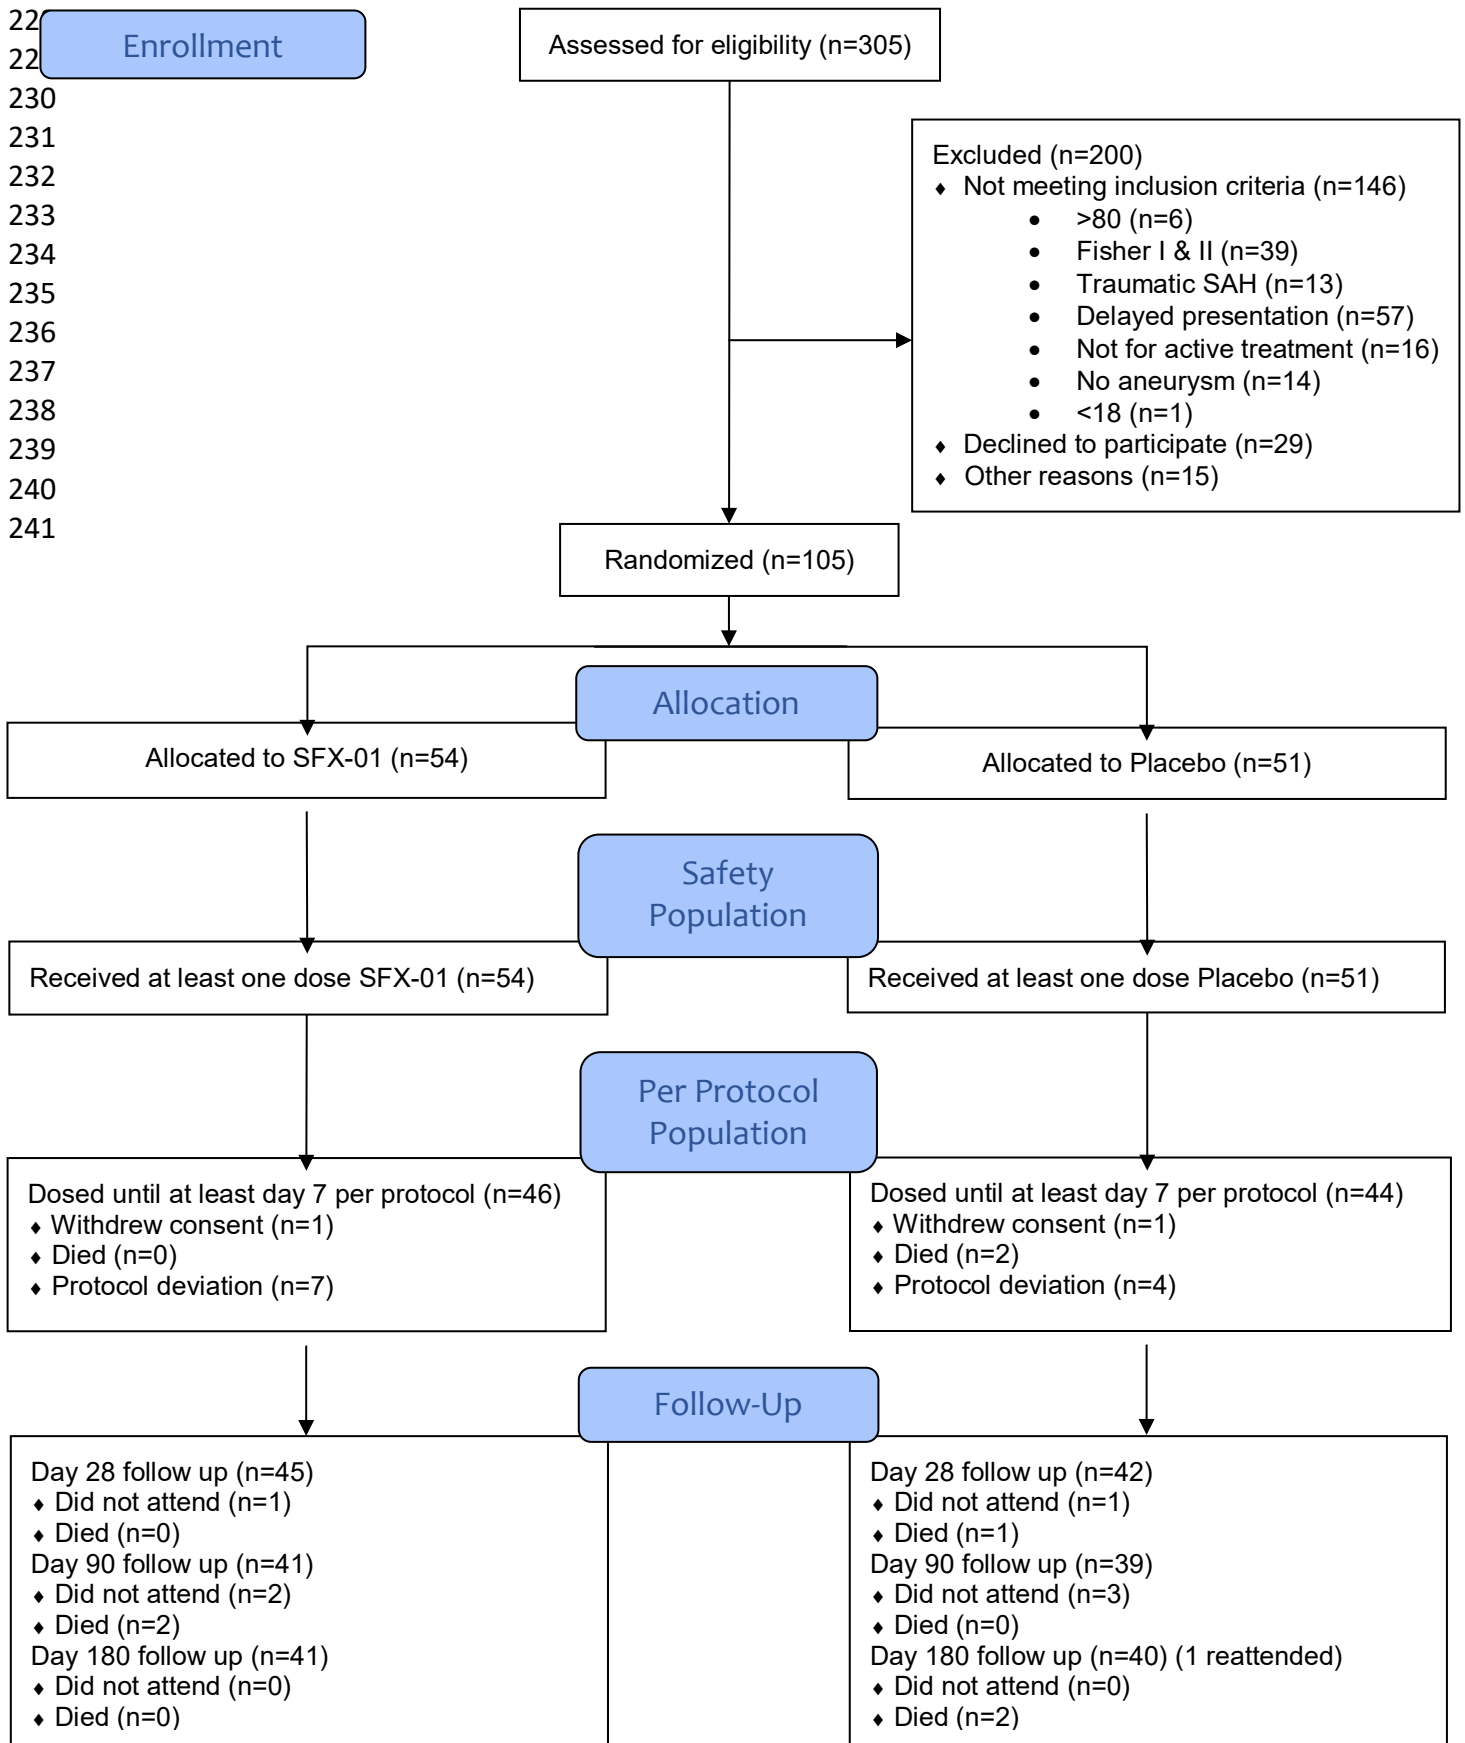 22
Enrollment
Assessed for eligibility (n=305)
22
230
231
232
233
234
235
236
237
238
239
240
241
Excluded (n=200)
♦ Not meeting inclusion criteria (n=146)
• >80 (n=6)
• Fisher I & II (n=39)
• Traumatic SAH (n=13)
• Delayed presentation (n=57)
• Not for active treatment (n=16)
• No aneurysm (n=14)
• <18 (n=1)
♦ Declined to participate (n=29)
♦ Other reasons (n=15)
Randomized (n=105)
Allocation
Allocated to SFX-01 (n=54)
Allocated to Placebo (n=51)
Safety
Population
Received at least one dose SFX-01 (n=54)
Received at least one dose Placebo (n=51)
Per Protocol
Population
Dosed until at least day 7 per protocol (n=46)
♦ Withdrew consent (n=1)
♦ Died (n=0)
♦ Protocol deviation (n=7)
Dosed until at least day 7 per protocol (n=44)
♦ Withdrew consent (n=1)
♦ Died (n=2)
♦ Protocol deviation (n=4)
Follow-Up
Day 28 follow up (n=45)
♦ Did not attend (n=1)
♦ Died (n=0)
Day 90 follow up (n=41)
♦ Did not attend (n=2)
♦ Died (n=2)
Day 180 follow up (n=41)
♦ Did not attend (n=0)
♦ Died (n=0)
Day 28 follow up (n=42)
♦ Did not attend (n=1)
♦ Died (n=1)
Day 90 follow up (n=39)
♦ Did not attend (n=3)
♦ Died (n=0)
Day 180 follow up (n=40) (1 reattended)
♦ Did not attend (n=0)
♦ Died (n=2)